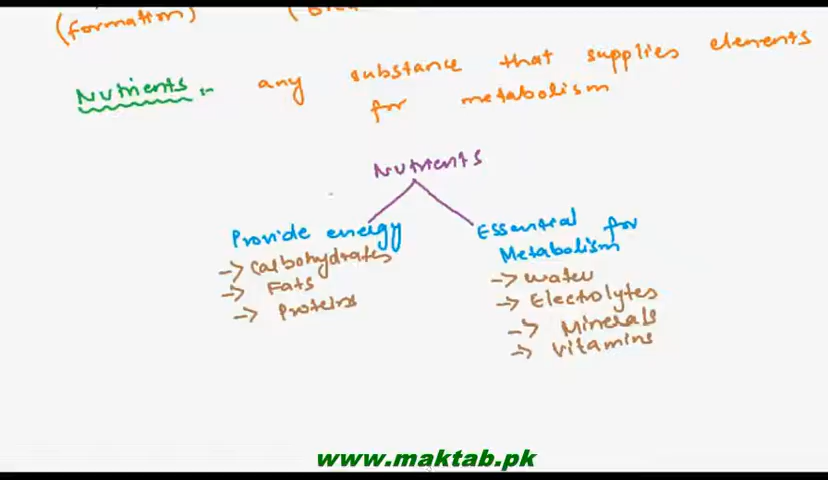 (formation)
Nutrients :- any substance that supplies elements
for metabolism
Nutrients
Provide energy
-> Carbohydrates
-> Fats
-> Proteins
Essential for
Metabolism
-> Water
-> Electrolytes
-> Minerals
-> Vitamins
www.maktab.pk